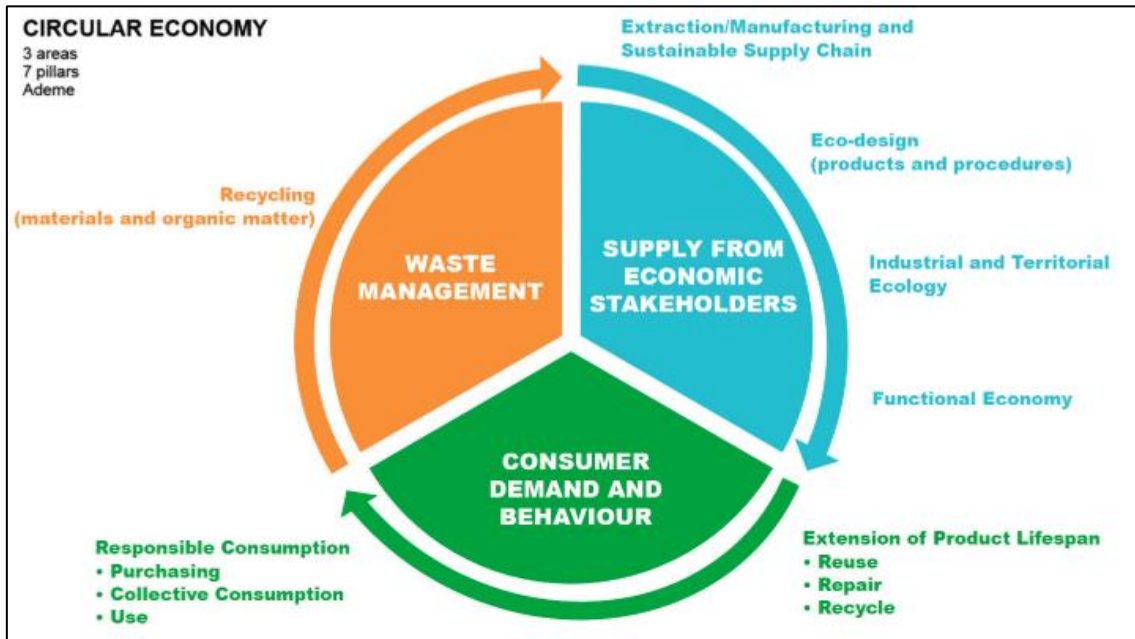 CIRCULAR ECONOMY
3 areas
7 pillars
Ademe
Extraction/Manufacturing and
Sustainable Supply Chain
Eco-design
(products and procedures)
Industrial and Territorial
Ecology
Functional Economy
SUPPLY FROM
ECONOMIC
STAKEHOLDERS
Extension of Product Lifespan
• Reuse
• Repair
• Recycle
CONSUMER
DEMAND AND
BEHAVIOUR
Responsible Consumption
• Purchasing
• Collective Consumption
• Use
Recycling
(materials and organic matter)
WASTE
MANAGEMENT